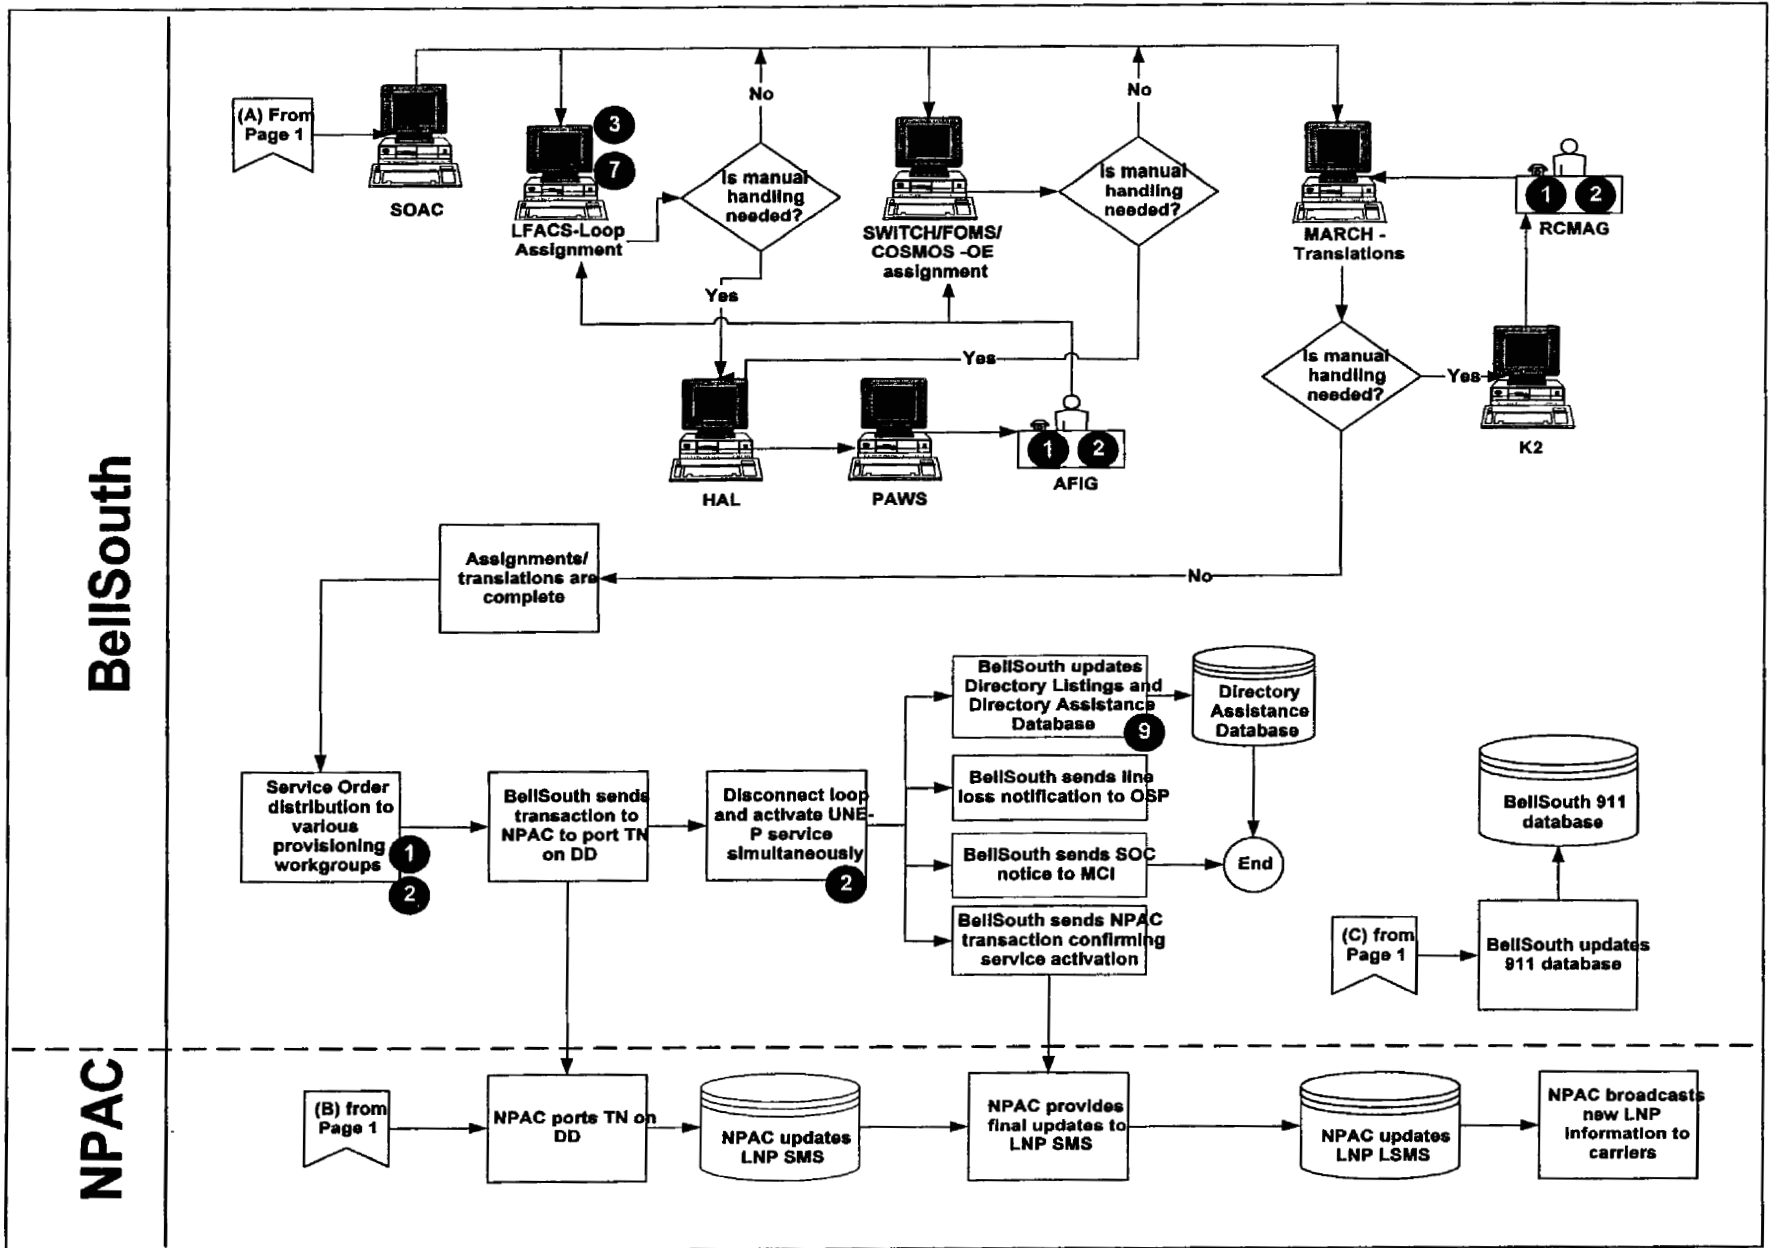 BellSouth
(A) From
Page 1
SOAC
3
7
LFACS-Loop
Assignment
No
Is manual
handling
needed?
Yes
SWITCH/FOMS/
COSMOS -OE
assignment
No
Is manual
handling
needed?
Yes
MARCH -
Translations
1 2
RCMAG
Is manual
handling
needed?
Yes
K2
HAL
PAWS
1 2
AFIG
No
Assignments/
translations are
complete
Service Order
distribution to
various
provisioning
workgroups
1
2
BellSouth sends
transaction to
NPAC to port TN
on DD
Disconnect loop
and activate UNE-
P service
simultaneously
2
BellSouth updates
Directory Listings and
Directory Assistance
Database
9
Directory
Assistance
Database
BellSouth sends line
loss notification to OSP
BellSouth sends SOC
notice to MCI
End
BellSouth sends NPAC
transaction confirming
service activation
BellSouth 911
database
(C) from
Page 1
BellSouth updates
911 database
NPAC
(B) from
Page 1
NPAC ports TN on
DD
NPAC updates
LNP SMS
NPAC provides
final updates to
LNP SMS
NPAC updates
LNP LSMS
NPAC broadcasts
new LNP
information to
carriers